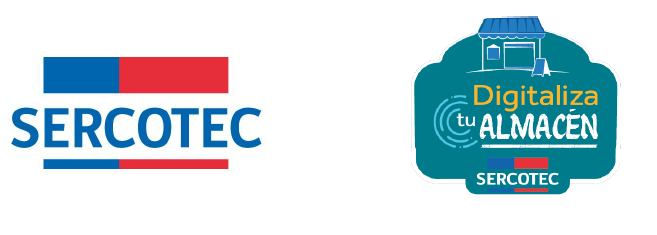 SERCOTEC
Digitaliza
tu ALMACÉN
SERCOTEC